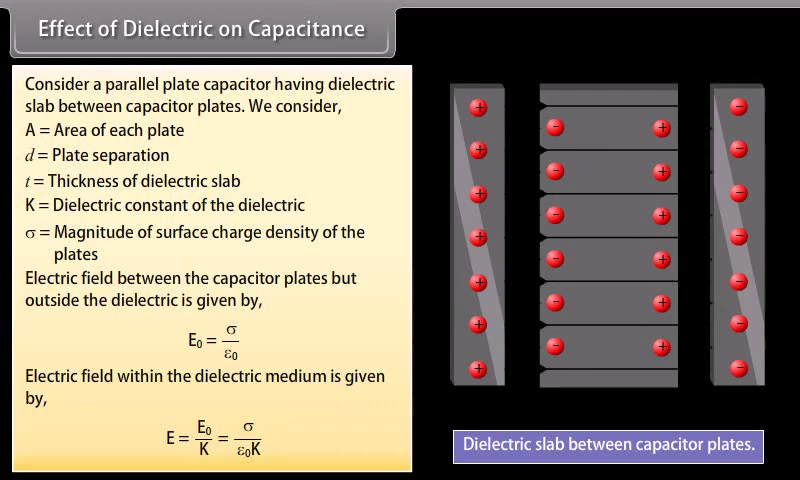 Effect of Dielectric on Capacitance
Consider a parallel plate capacitor having dielectric
slab between capacitor plates. We consider,
A = Area of each plate
d = Plate separation
t = Thickness of dielectric slab
K = Dielectric constant of the dielectric
σ = Magnitude of surface charge density of the
plates
Electric field between the capacitor plates but
outside the dielectric is given by,
E₀ = σ/ε₀
Electric field within the dielectric medium is given
by,
E = E₀/K = σ/ε₀K
Dielectric slab between capacitor plates.